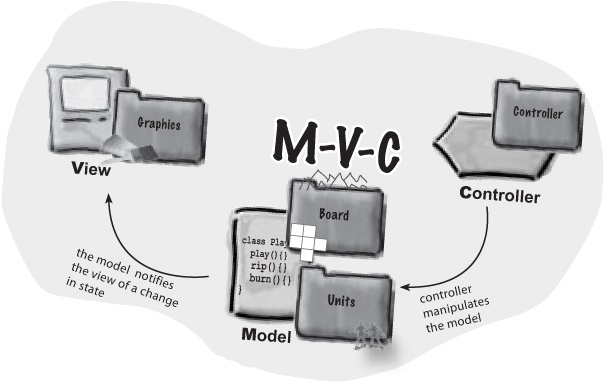 M-V-C
Graphics
View
Controller
Controller
Board
class Play
play(){}
rip(){}
burn(){}
}
Units
Model
the model notifies
the view of a change
in state
controller
manipulates
the model